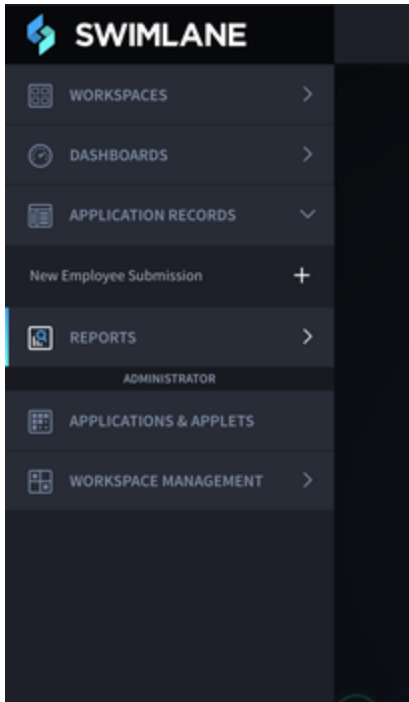 SWIMLANE
WORKSPACES
DASHBOARDS
APPLICATION RECORDS
New Employee Submission
REPORTS
ADMINISTRATOR
APPLICATIONS & APPLETS
WORKSPACE MANAGEMENT